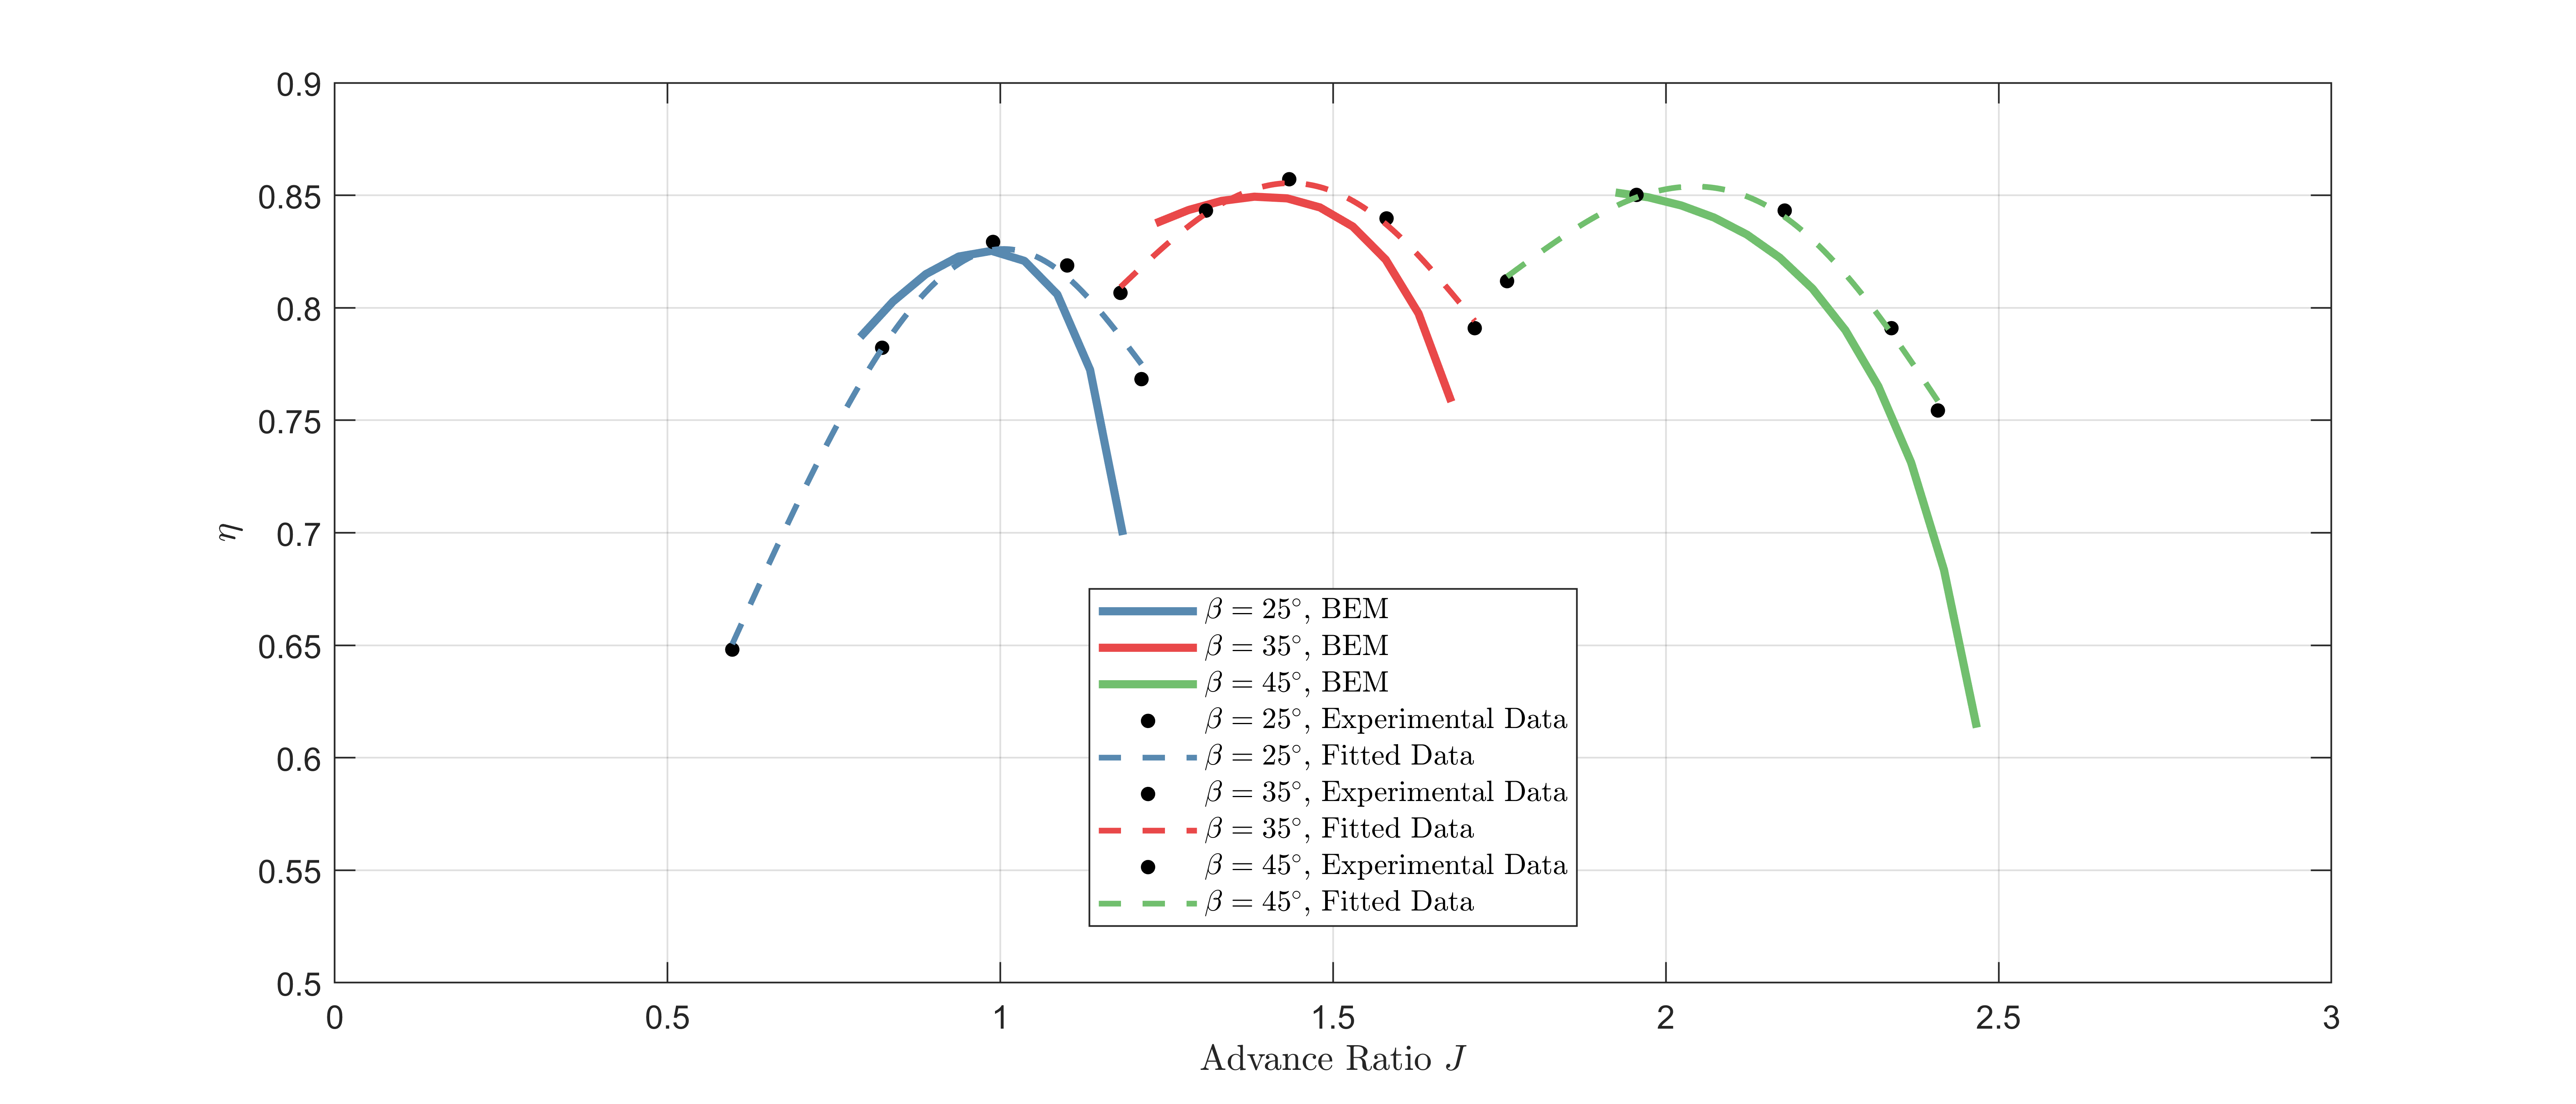 0.9
0.85
0.8
0.75
0.7
0.65
0.6
0.55
0.5
η
0 0.5 1 1.5 2 2.5 3
Advance Ratio J
β = 25°, BEM
β = 35°, BEM
β = 45°, BEM
β = 25°, Experimental Data
β = 25°, Fitted Data
β = 35°, Experimental Data
β = 35°, Fitted Data
β = 45°, Experimental Data
β = 45°, Fitted Data